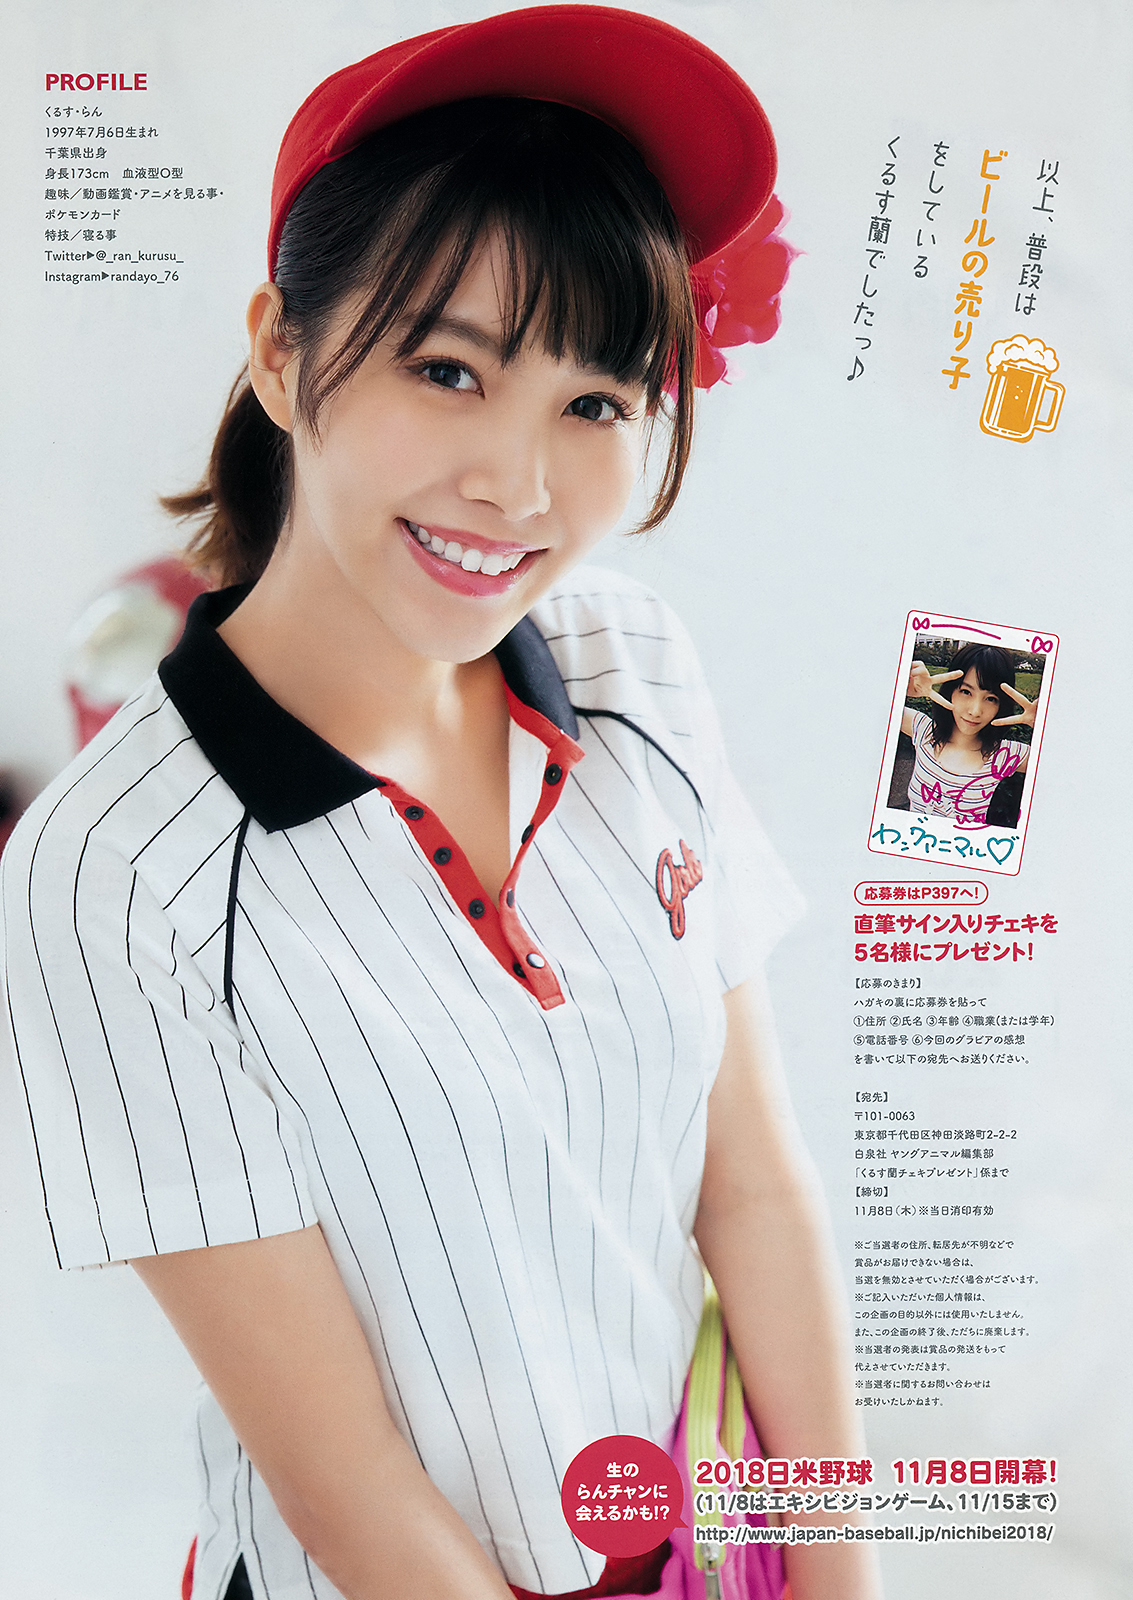 PROFILE
くるす・らん
1997年7月6日生まれ
千葉県出身
身長173cm　血液型O型
趣味／動画鑑賞・アニメを見る事・
ポケモンカード
特技／寝る事
Twitter▶@_ran_kurusu_
Instagram▶randayo_76
以上、普段は
ビールの売り子
をしている
くるす蘭でしたっ♪
ヤングアニマル♡
応募券はP397へ!
直筆サイン入りチェキを
5名様にプレゼント!
【応募のきまり】
ハガキの裏に応募券を貼って
①住所 ②氏名 ③年齢 ④職業(または学年)
⑤電話番号 ⑥今回のグラビアの感想
を書いて以下の宛先へお送りください。
【宛先】
〒101-0063
東京都千代田区神田淡路町2-2-2
白泉社 ヤングアニマル編集部
「くるす蘭チェキプレゼント」係まで
【締切】
11月8日(木)※当日消印有効
※ご当選者の住所、転居先が不明などで
賞品がお届けできない場合は、
当選を無効とさせていただく場合がございます。
※ご記入いただいた個人情報は、
この企画の目的以外には使用いたしません。
また、この企画の終了後、ただちに廃棄します。
※当選者の発表は賞品の発送をもって
代えさせていただきます。
※当選者に関するお問い合わせは
お受けいたしかねます。
生の
らんチャンに
会えるかも!?
2018日米野球 11月8日開幕!
(11/8はエキシビジョンゲーム、11/15まで)
http://www.japan-baseball.jp/nichibei2018/